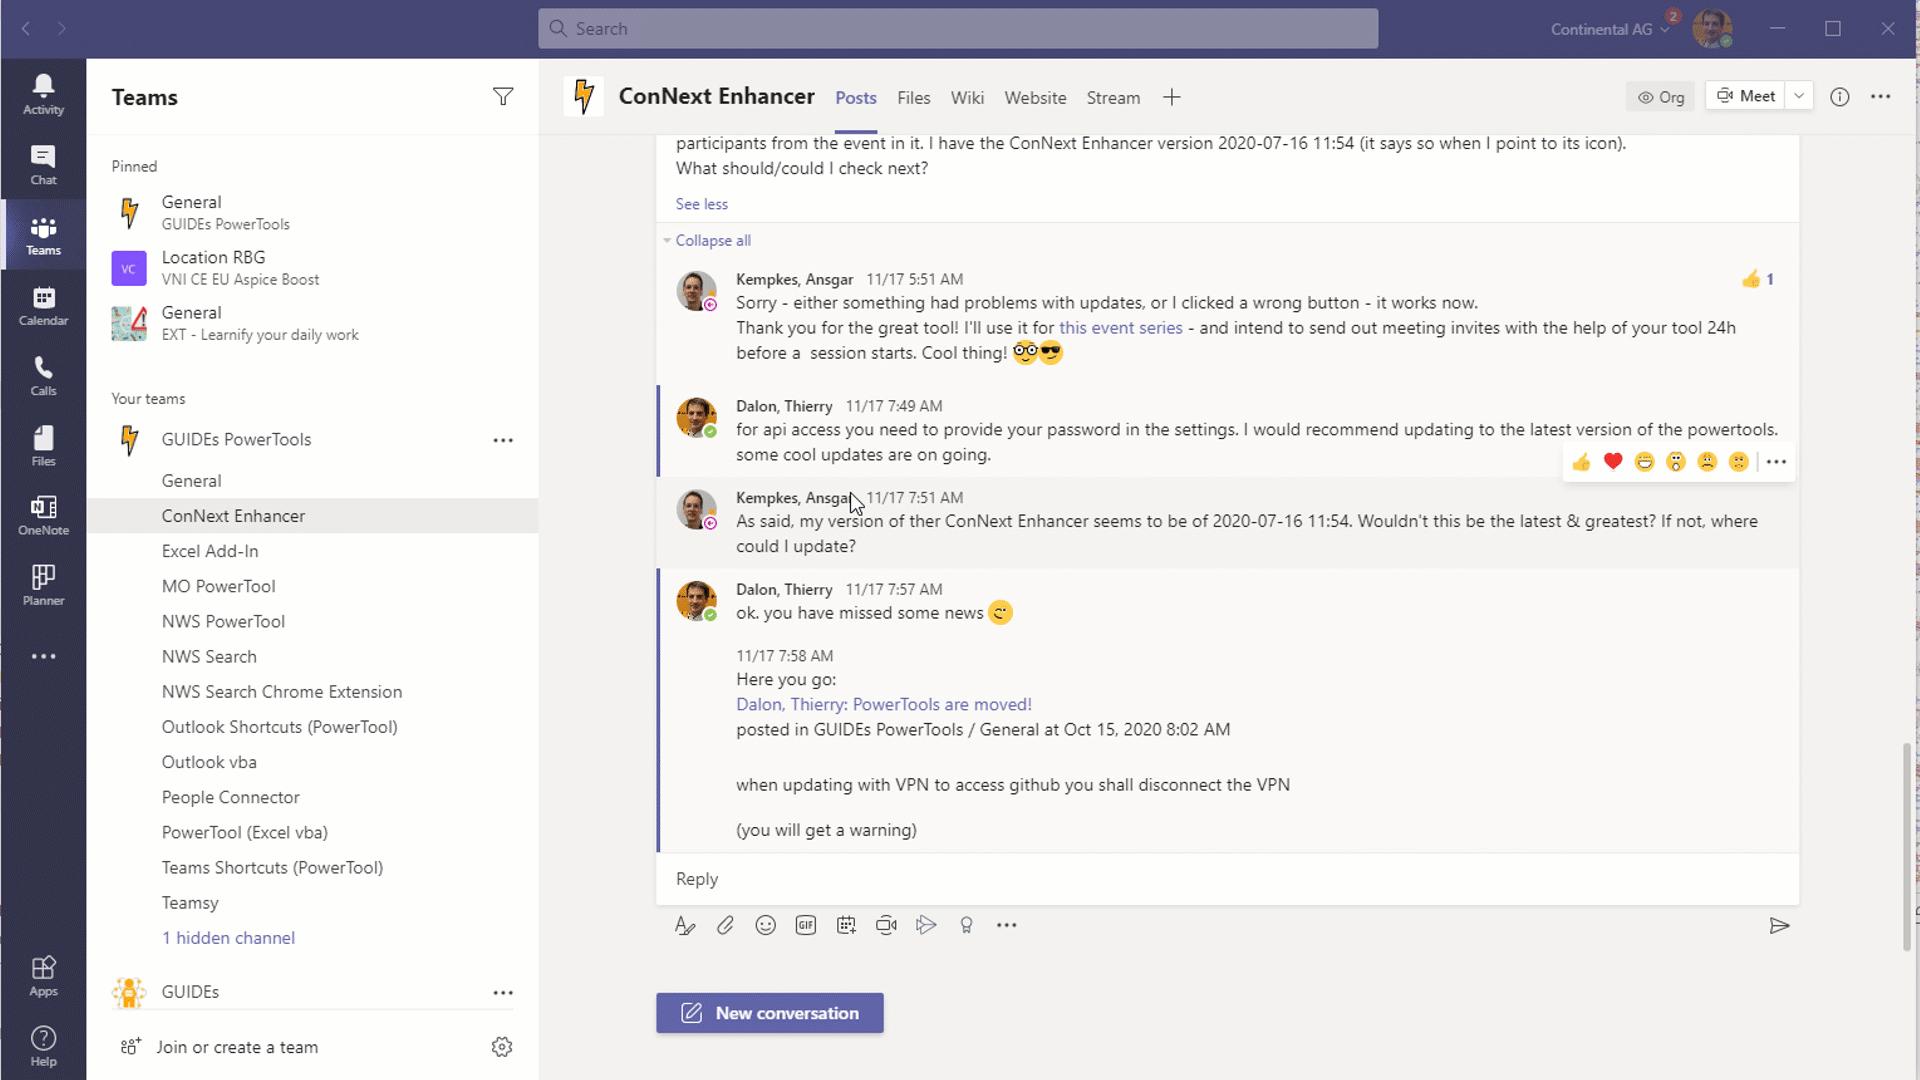 Search
Continental AG
2
Activity
Chat
Teams
Calendar
Calls
Files
OneNote
Planner
Apps
Help
Teams
Pinned
General
GUIDEs PowerTools
VC
Location RBG
VNI CE EU Aspice Boost
General
EXT - Learnify your daily work
Your teams
GUIDEs PowerTools
General
ConNext Enhancer
Excel Add-In
MO PowerTool
NWS PowerTool
NWS Search
NWS Search Chrome Extension
Outlook Shortcuts (PowerTool)
Outlook vba
People Connector
PowerTool (Excel vba)
Teams Shortcuts (PowerTool)
Teamsy
1 hidden channel
GUIDEs
Join or create a team
ConNext Enhancer
Posts
Files
Wiki
Website
Stream
Org
Meet
participants from the event in it. I have the ConNext Enhancer version 2020-07-16 11:54 (it says so when I point to its icon).
What should/could I check next?
See less
Collapse all
Kempkes, Ansgar 11/17 5:51 AM
1
Sorry - either something had problems with updates, or I clicked a wrong button - it works now.
Thank you for the great tool! I'll use it for this event series - and intend to send out meeting invites with the help of your tool 24h
before a session starts. Cool thing!
Dalon, Thierry 11/17 7:49 AM
for api access you need to provide your password in the settings. I would recommend updating to the latest version of the powertools.
some cool updates are on going.
Kempkes, Ansgar 11/17 7:51 AM
As said, my version of ther ConNext Enhancer seems to be of 2020-07-16 11:54. Wouldn't this be the latest & greatest? If not, where
could I update?
Dalon, Thierry 11/17 7:57 AM
ok. you have missed some news
11/17 7:58 AM
Here you go:
Dalon, Thierry: PowerTools are moved!
posted in GUIDEs PowerTools / General at Oct 15, 2020 8:02 AM
when updating with VPN to access github you shall disconnect the VPN
(you will get a warning)
Reply
GIF
New conversation